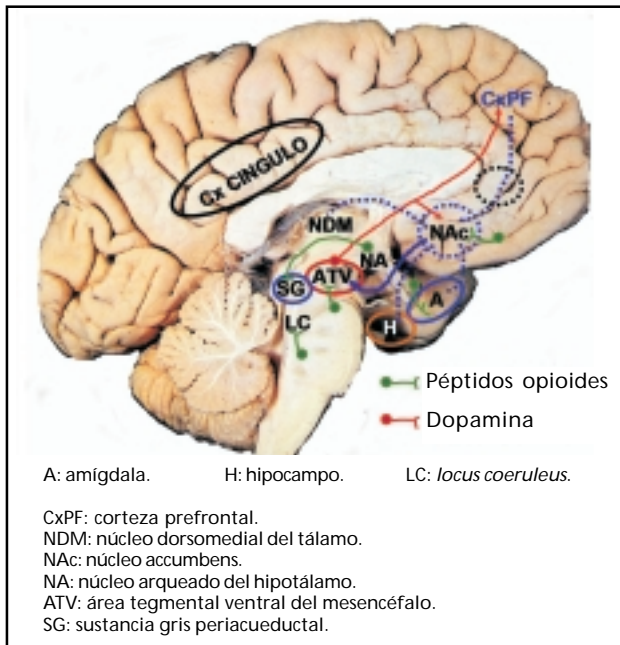 CxPF
Cx CINGULO
NDM
NAc
NA
ATV
SG
A
LC
H
Péptidos opioides
Dopamina
A: amígdala. H: hipocampo. LC: locus coeruleus.
CxPF: corteza prefrontal.
NDM: núcleo dorsomedial del tálamo.
NAc: núcleo accumbens.
NA: núcleo arqueado del hipotálamo.
ATV: área tegmental ventral del mesencéfalo.
SG: sustancia gris periacueductal.